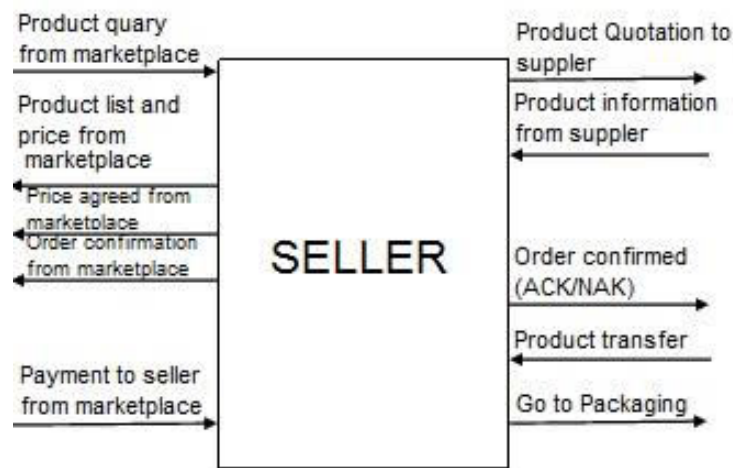 Product quary
from marketplace
Product list and
price from
marketplace
Price agreed from
marketplace
Order confirmation
from marketplace
Payment to seller
from marketplace
SELLER
Product Quotation to
suppler
Product information
from suppler
Order confirmed
(ACK/NAK)
Product transfer
Go to Packaging